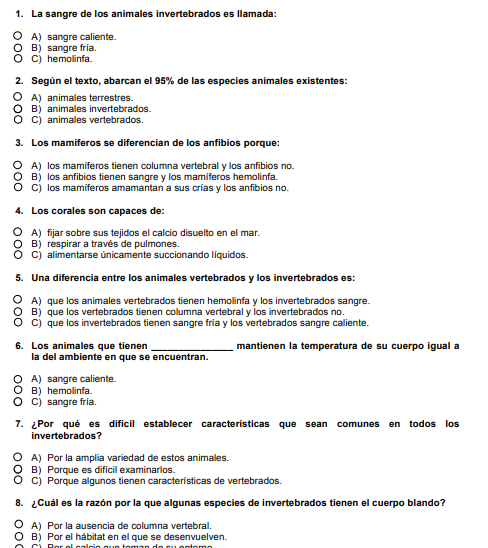 1. La sangre de los animales invertebrados es llamada:
A) sangre caliente.
B) sangre fría.
C) hemolinfa.
2. Según el texto, abarcan el 95% de las especies animales existentes:
A) animales terrestres.
B) animales invertebrados.
C) animales vertebrados.
3. Los mamíferos se diferencian de los anfibios porque:
A) los mamíferos tienen columna vertebral y los anfibios no.
B) los anfibios tienen sangre y los mamíferos hemolinfa.
C) los mamíferos amamantan a sus crías y los anfibios no.
4. Los corales son capaces de:
A) fijar sobre sus tejidos el calcio disuelto en el mar.
B) respirar a través de pulmones.
C) alimentarse únicamente succionando líquidos.
5. Una diferencia entre los animales vertebrados y los invertebrados es:
A) que los animales vertebrados tienen hemolinfa y los invertebrados sangre.
B) que los vertebrados tienen columna vertebral y los invertebrados no.
C) que los invertebrados tienen sangre fría y los vertebrados sangre caliente.
6. Los animales que tienen ______________ mantienen la temperatura de su cuerpo igual a
la del ambiente en que se encuentran.
A) sangre caliente.
B) hemolinfa.
C) sangre fría.
7. ¿Por qué es difícil establecer características que sean comunes en todos los
invertebrados?
A) Por la amplia variedad de estos animales.
B) Porque es difícil examinarlos.
C) Porque algunos tienen características de vertebrados.
8. ¿Cuál es la razón por la que algunas especies de invertebrados tienen el cuerpo blando?
A) Por la ausencia de columna vertebral.
B) Por el hábitat en el que se desenvuelven.
C) Por el calcio que toman de su entorno